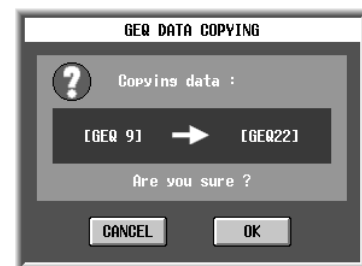 GEQ DATA COPYING
?
Copying data :
[GEQ 9] → [GEQ22]
Are you sure ?
CANCEL OK